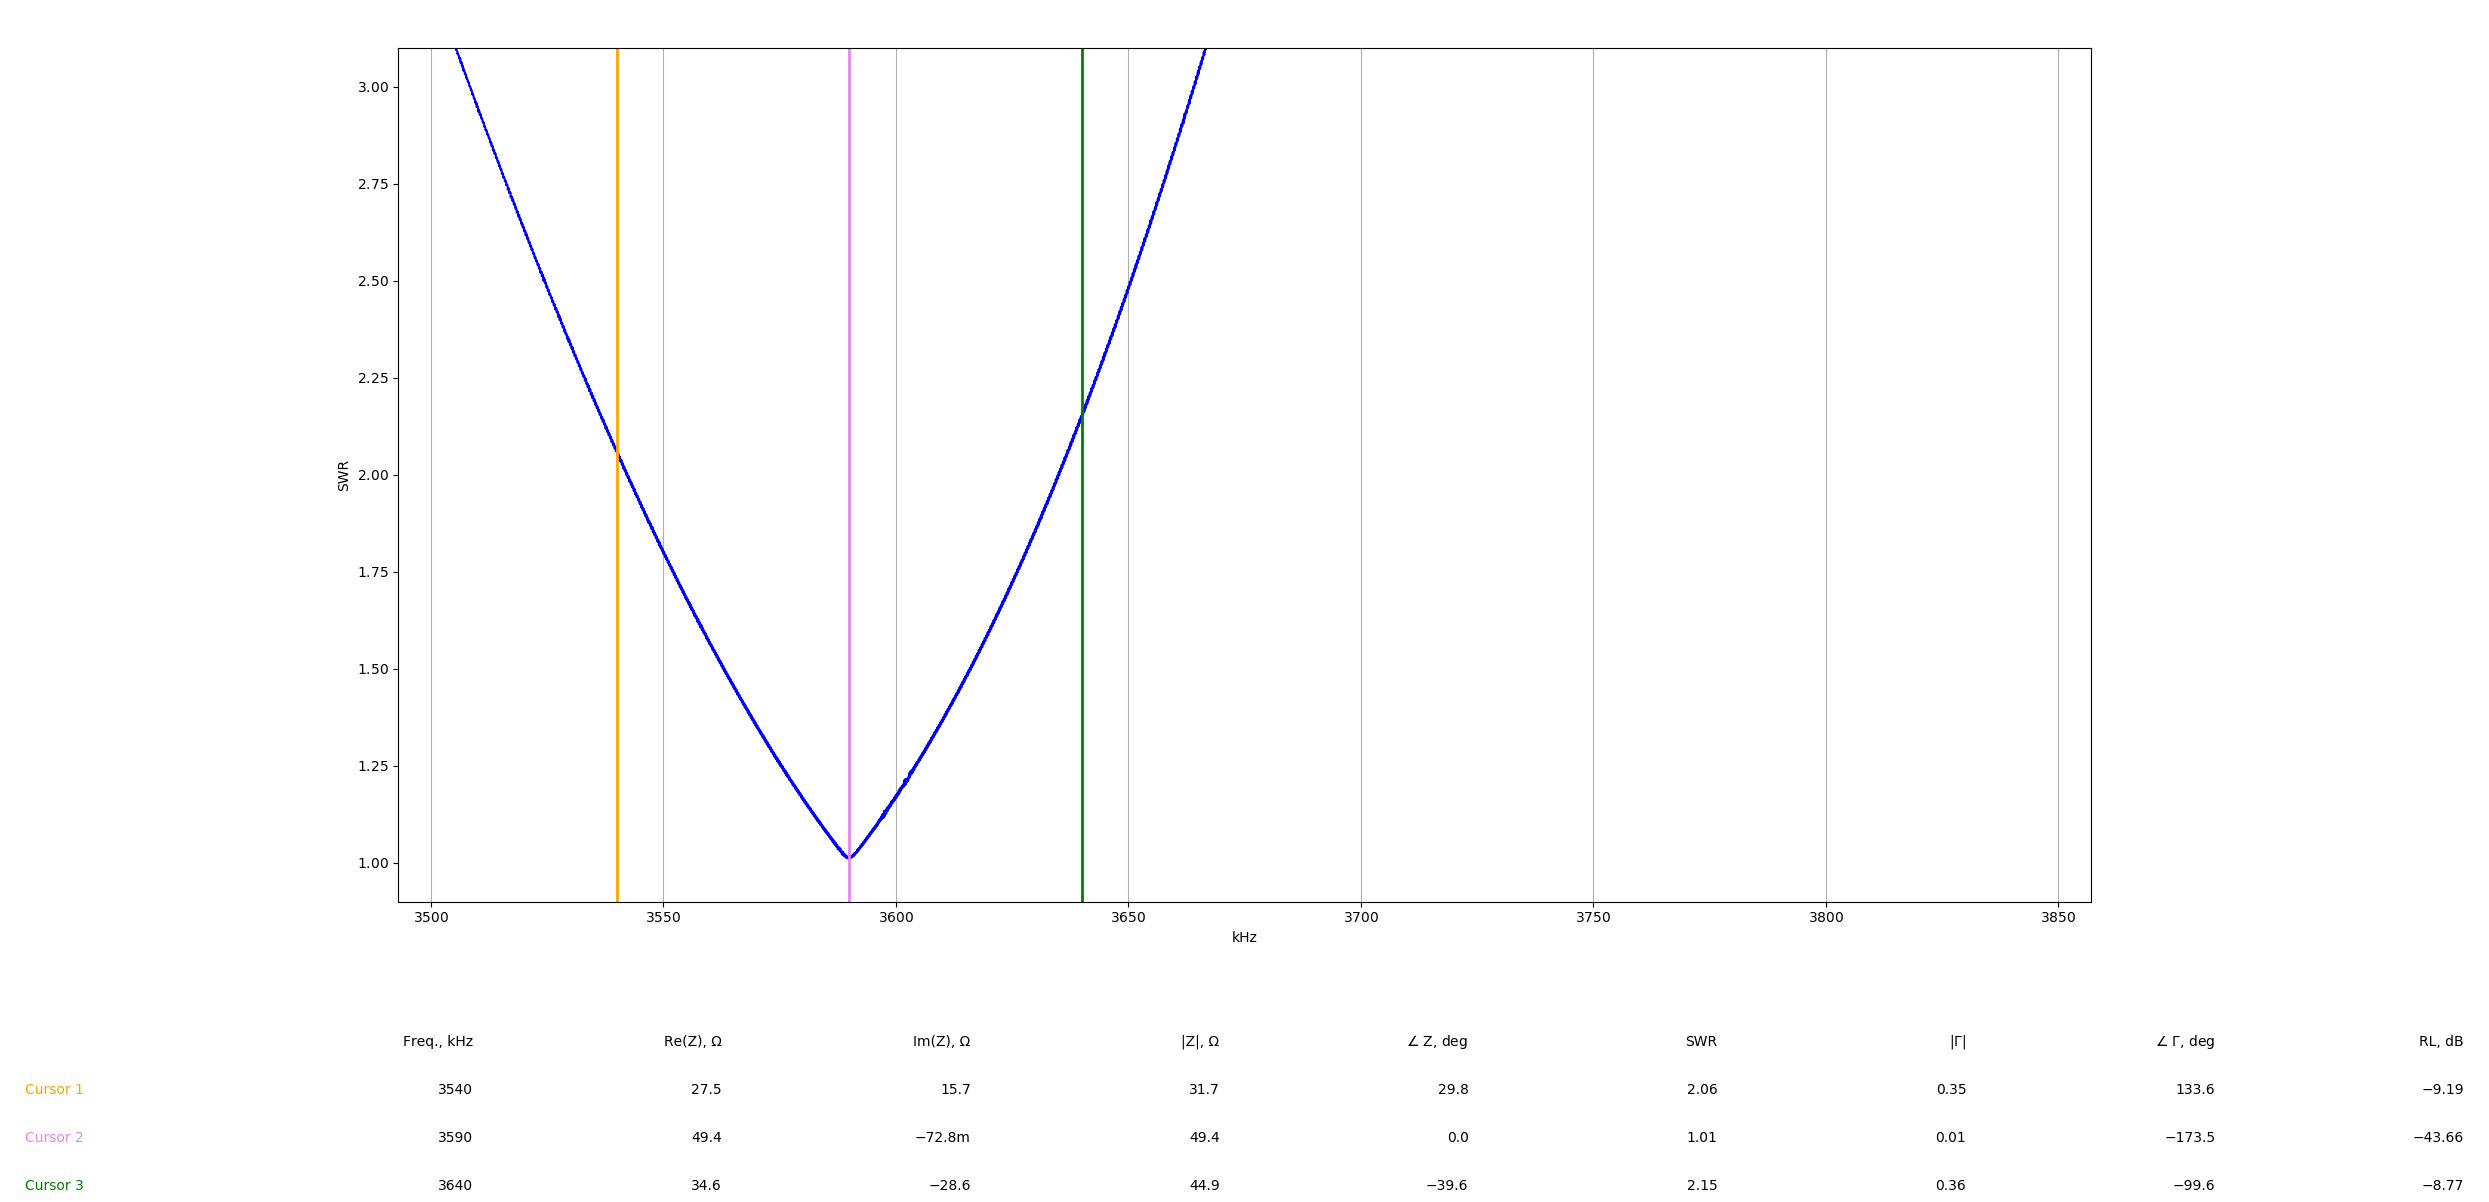 3.00
2.75
2.50
2.25
2.00
1.75
1.50
1.25
1.00
SWR
3500 3550 3600 3650 3700 3750 3800 3850
kHz
Freq., kHz Re(Z), Ω Im(Z), Ω |Z|, Ω ∠ Z, deg SWR |Γ| ∠ Γ, deg RL, dB
Cursor 1 3540 27.5 15.7 31.7 29.8 2.06 0.35 133.6 −9.19
Cursor 2 3590 49.4 −72.8m 49.4 0.0 1.01 0.01 −173.5 −43.66
Cursor 3 3640 34.6 −28.6 44.9 −39.6 2.15 0.36 −99.6 −8.77